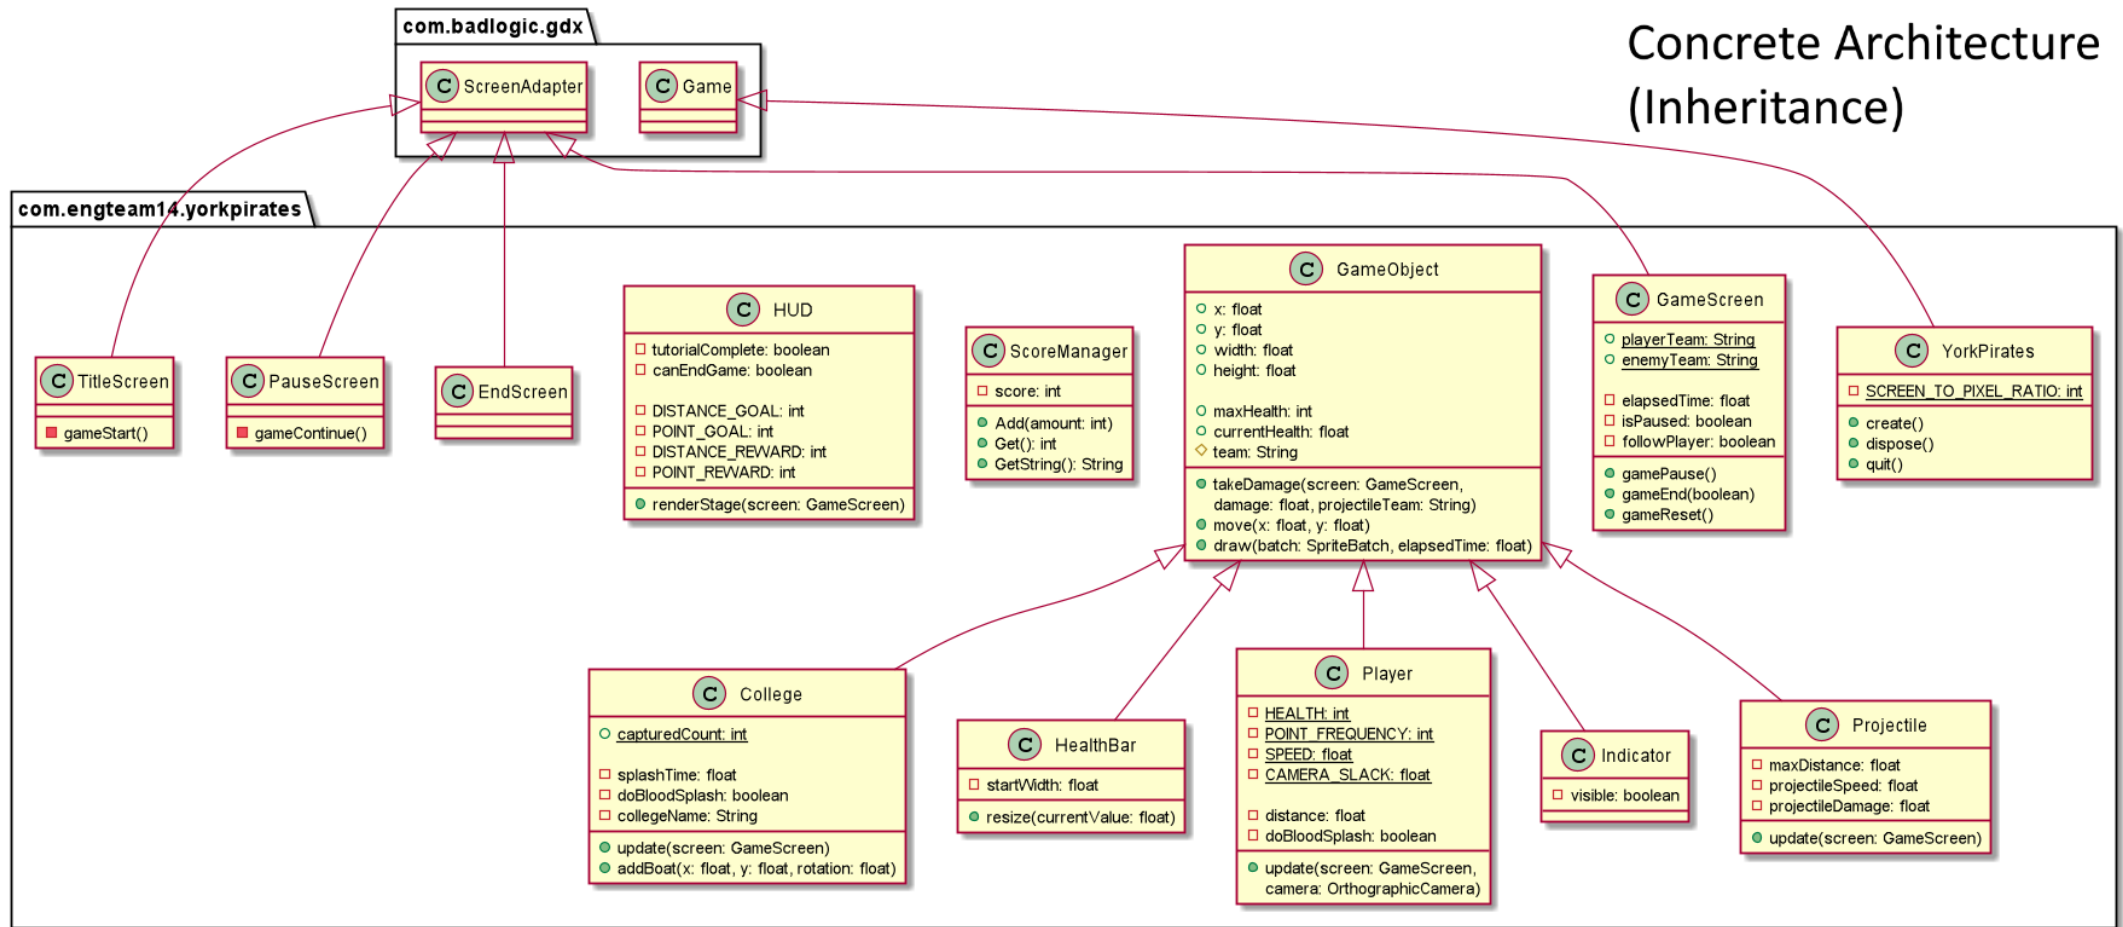 com.badlogic.gdx
Concrete Architecture
(Inheritance)
C ScreenAdapter
C Game
com.engteam14.yorkpirates
C TitleScreen
gameStart()
C PauseScreen
gameContinue()
C EndScreen
C HUD
tutorialComplete: boolean
canEndGame: boolean
DISTANCE_GOAL: int
POINT_GOAL: int
DISTANCE_REWARD: int
POINT_REWARD: int
renderStage(screen: GameScreen)
C ScoreManager
score: int
Add(amount: int)
Get(): int
GetString(): String
C GameObject
x: float
y: float
width: float
height: float
maxHealth: int
currentHealth: float
team: String
takeDamage(screen: GameScreen,
damage: float, projectileTeam: String)
move(x: float, y: float)
draw(batch: SpriteBatch, elapsedTime: float)
C GameScreen
playerTeam: String
enemyTeam: String
elapsedTime: float
isPaused: boolean
followPlayer: boolean
gamePause()
gameEnd(boolean)
gameReset()
C YorkPirates
SCREEN_TO_PIXEL_RATIO: int
create()
dispose()
quit()
C College
capturedCount: int
splashTime: float
doBloodSplash: boolean
collegeName: String
update(screen: GameScreen)
addBoat(x: float, y: float, rotation: float)
C HealthBar
startWidth: float
resize(currentValue: float)
C Player
HEALTH: int
POINT_FREQUENCY: int
SPEED: float
CAMERA_SLACK: float
distance: float
doBloodSplash: boolean
update(screen: GameScreen,
camera: OrthographicCamera)
C Indicator
visible: boolean
C Projectile
maxDistance: float
projectileSpeed: float
projectileDamage: float
update(screen: GameScreen)